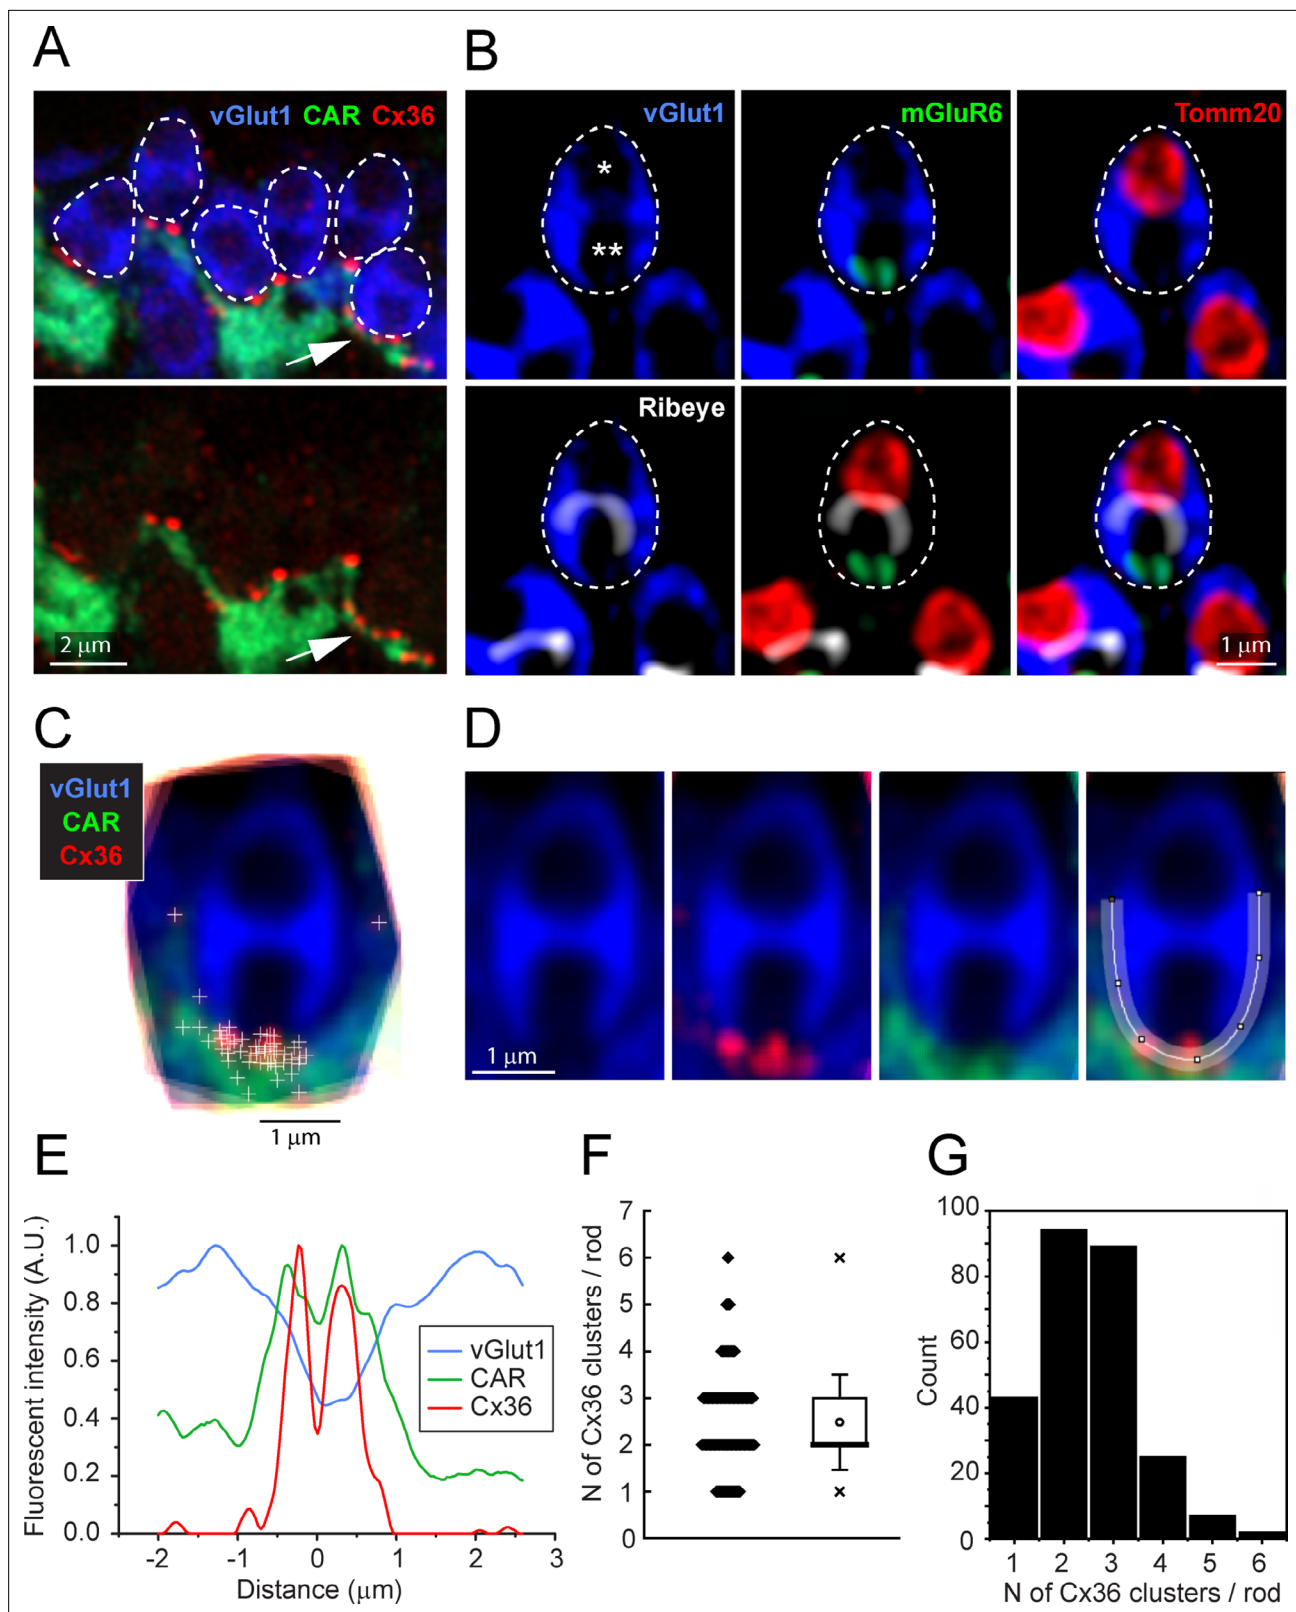 A
vGlut1 CAR Cx36
2 µm
B
vGlut1
*
**
mGluR6
Tomm20
Ribeye
1 µm
C
vGlut1
CAR
Cx36
1 µm
D
1 µm
E
Fluorescent intensity (A.U.)
1.0
0.8
0.6
0.4
0.2
0.0
-2 -1 0 1 2 3
Distance (µm)
vGlut1
CAR
Cx36
F
N of Cx36 clusters / rod
7
6
5
4
3
2
1
0
G
Count
100
80
60
40
20
0
1 2 3 4 5 6
N of Cx36 clusters / rod